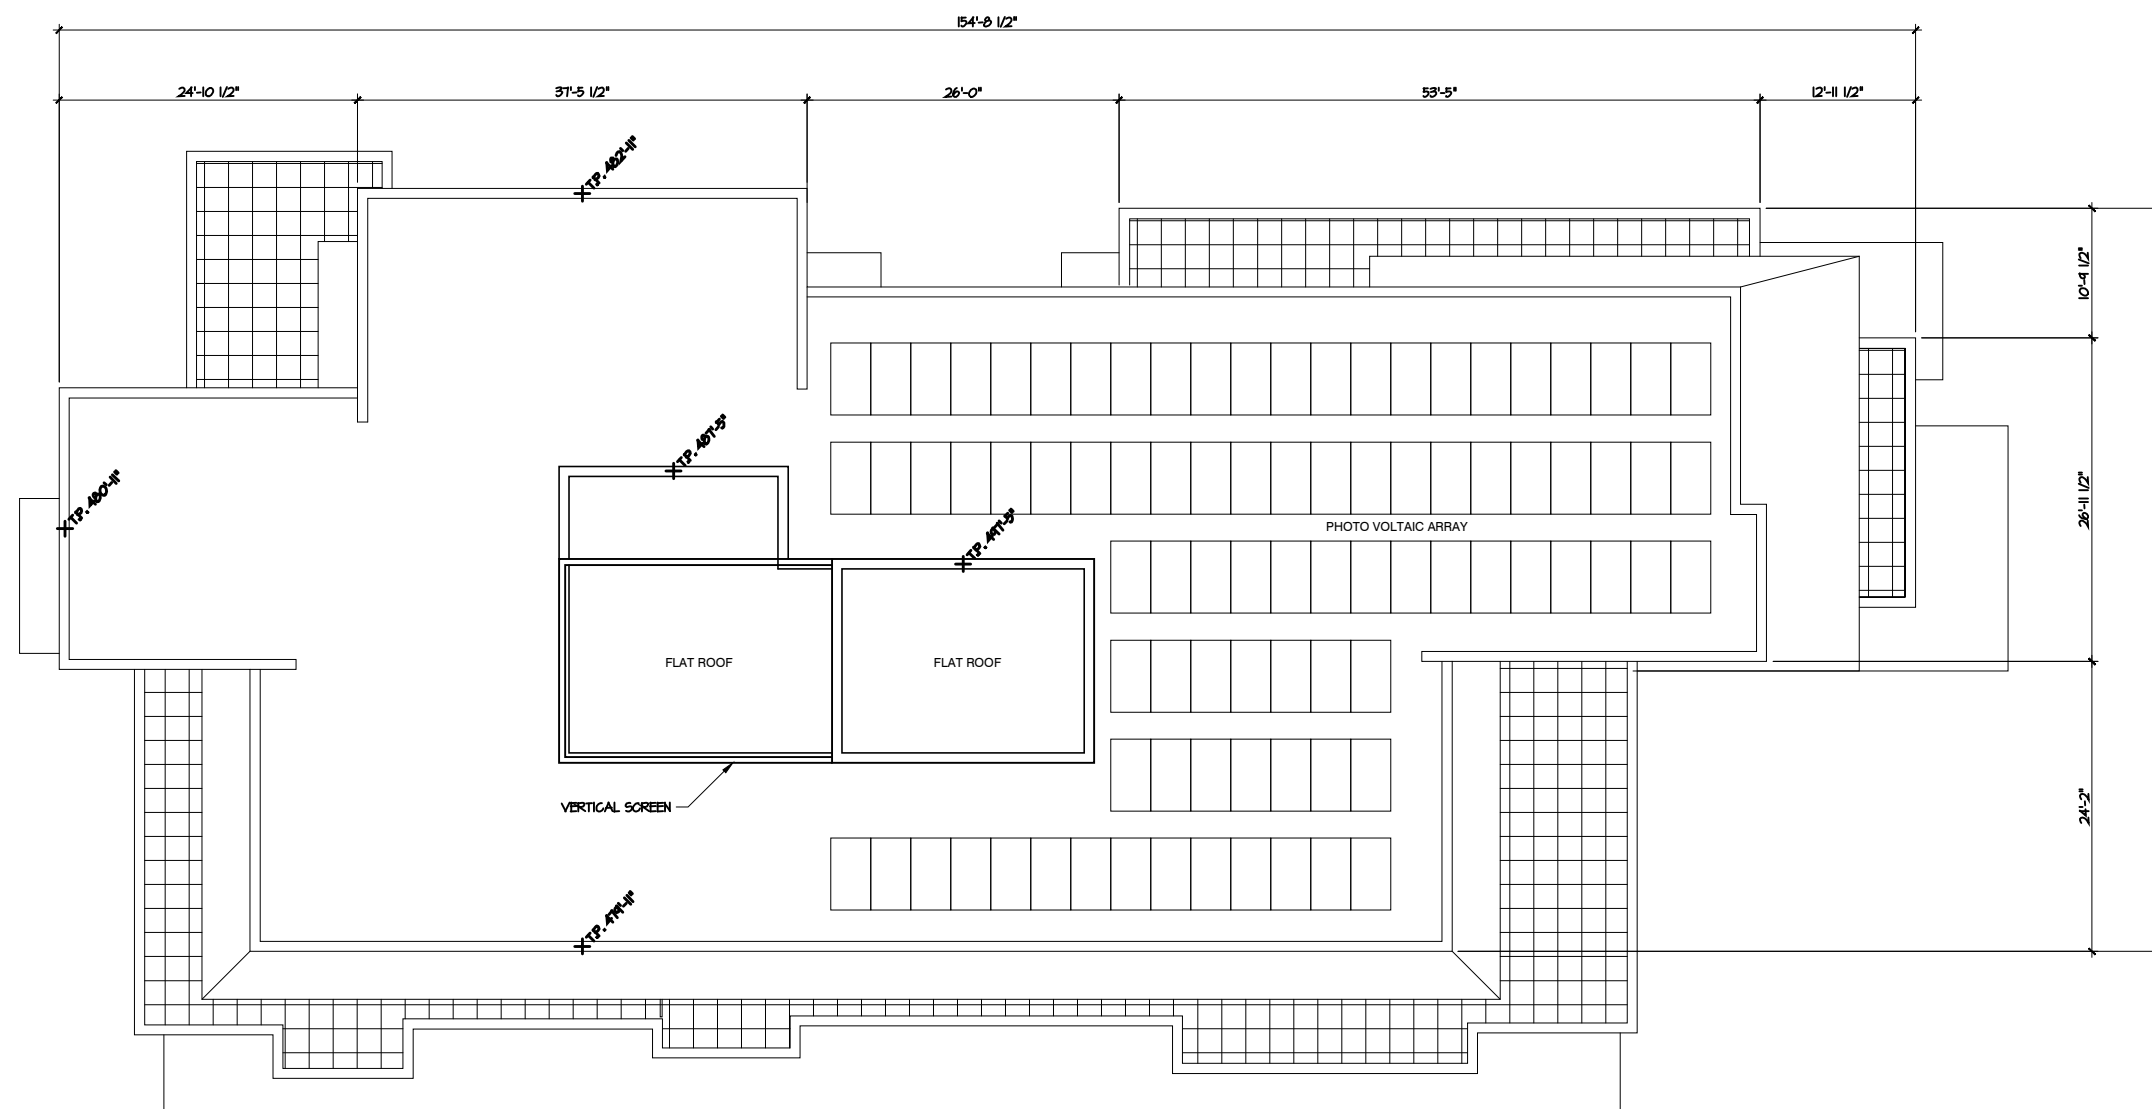 154'-8 1/2"
24'-10 1/2"
37'-5 1/2"
26'-0"
53'-5"
12'-11 1/2"
T.P. 482'-11"
10'-9 1/2"
T.P. 487'-5"
T.P. 480'-11"
T.P. 497'-5"
PHOTO VOLTAIC ARRAY
26'-11 1/2"
FLAT ROOF
FLAT ROOF
VERTICAL SCREEN
24'-2"
T.P. 479'-11"